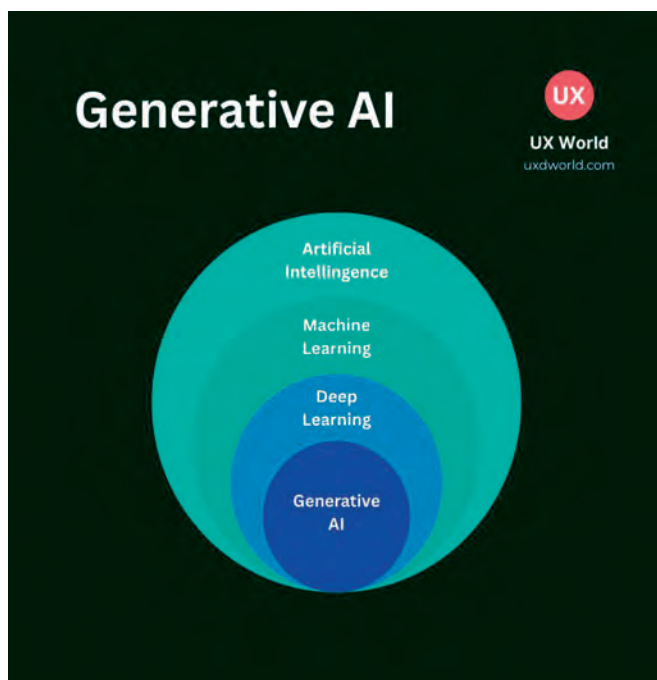 Generative AI
UX
UX World
uxdworld.com
Artificial
Intellingence
Machine
Learning
Deep
Learning
Generative
AI